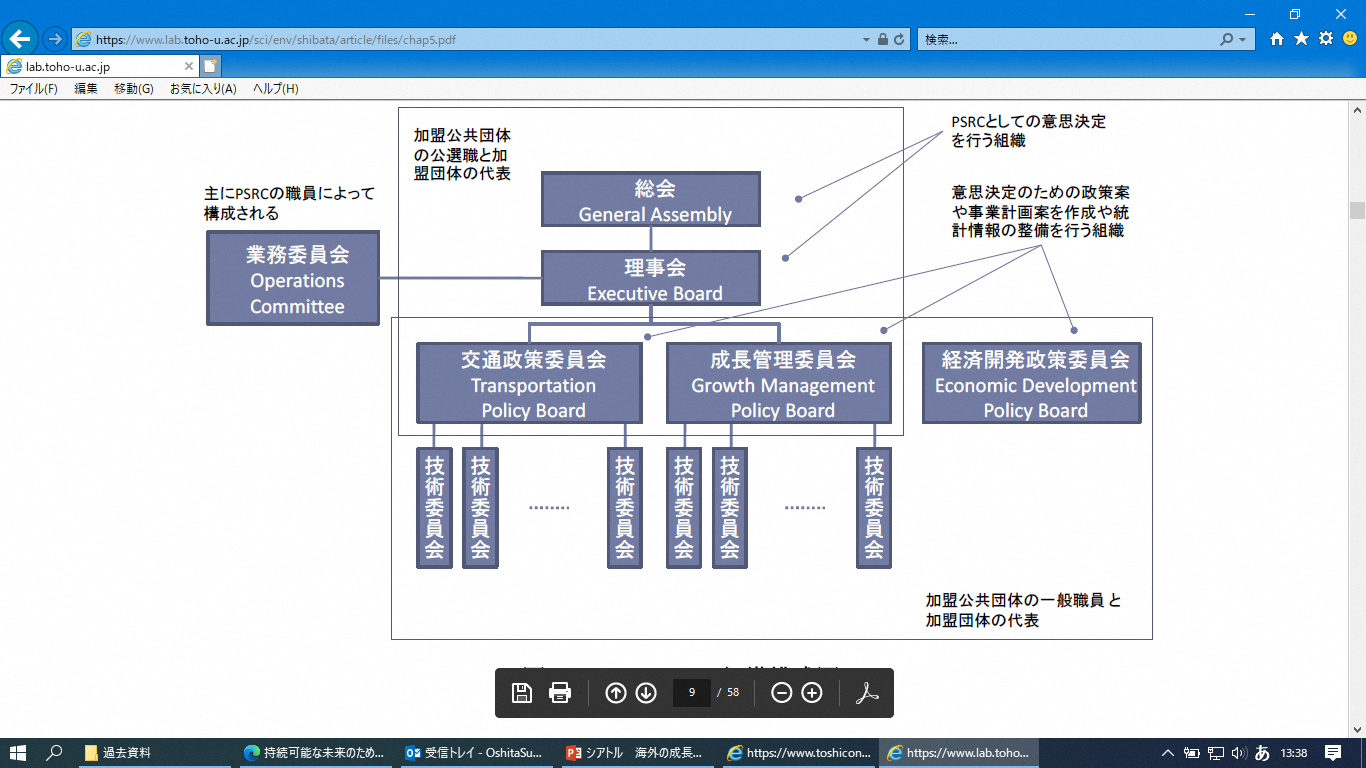 https://www.lab.toho-u.ac.jp/sci/env/shibata/article/files/chap5.pdf
検索...
lab.toho-u.ac.jp
ファイル(F) 編集 移動(G) お気に入り(A) ヘルプ(H)
加盟公共団体
の公選職と加
盟団体の代表
PSRCとしての意思決定
を行う組織
主にPSRCの職員によって
構成される
総会
General Assembly
意思決定のための政策案
や事業計画案を作成や統
計情報の整備を行う組織
業務委員会
Operations
Committee
理事会
Executive Board
交通政策委員会
Transportation
Policy Board
成長管理委員会
Growth Management
Policy Board
経済開発政策委員会
Economic Development
Policy Board
技術委員会
技術委員会
........
技術委員会
技術委員会
技術委員会
........
技術委員会
加盟公共団体の一般職員と
加盟団体の代表
9 / 58
過去資料
持続可能な未来のため...
受信トレイ - OshitaSu...
シアトル 海外の成長...
https://www.toshicon...
https://www.lab.toho...
あ
13:38